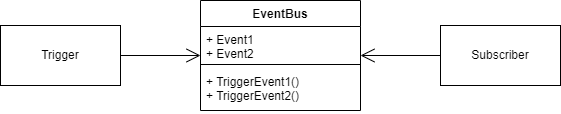 EventBus
+ Event1
+ Event2
+ TriggerEvent1()
+ TriggerEvent2()
Trigger
Subscriber